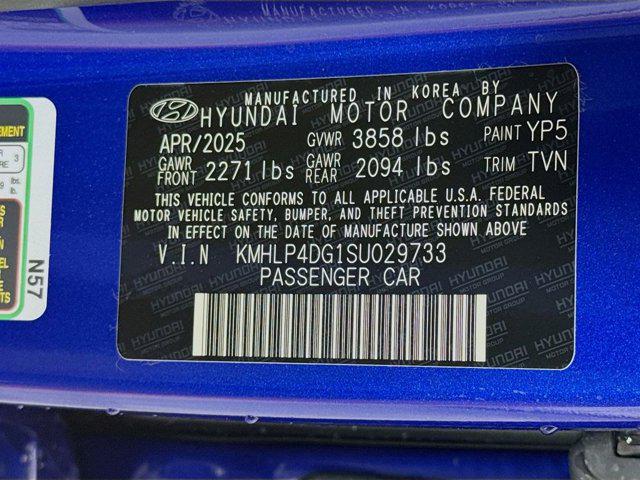 MANUFACTURED IN KOREA BY
HYUNDAI MOTOR COMPANY
APR/2025 GVWR 3858 lbs PAINT YP5
GAWR FRONT 2271 lbs GAWR REAR 2094 lbs TRIM TVN
THIS VEHICLE CONFORMS TO ALL APPLICABLE U.S.A. FEDERAL
MOTOR VEHICLE SAFETY, BUMPER, AND THEFT PREVENTION STANDARDS
IN EFFECT ON THE DATE OF MANUFACTURE SHOWN ABOVE
V.I.N KMHLP4DG1SU029733
PASSENGER CAR
N57